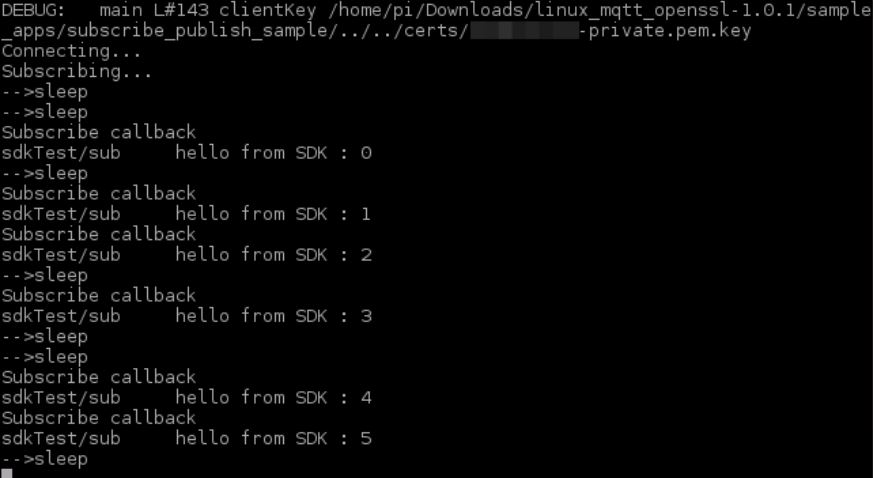 DEBUG:   main L#143 clientKey /home/pi/Downloads/linux_mqtt_openssl-1.0.1/sample
_apps/subscribe_publish_sample/../../certs/-private.pem.key
Connecting...
Subscribing...
-->sleep
-->sleep
Subscribe callback
sdkTest/sub     hello from SDK : 0
-->sleep
Subscribe callback
sdkTest/sub     hello from SDK : 1
Subscribe callback
sdkTest/sub     hello from SDK : 2
-->sleep
Subscribe callback
sdkTest/sub     hello from SDK : 3
-->sleep
-->sleep
Subscribe callback
sdkTest/sub     hello from SDK : 4
Subscribe callback
sdkTest/sub     hello from SDK : 5
-->sleep